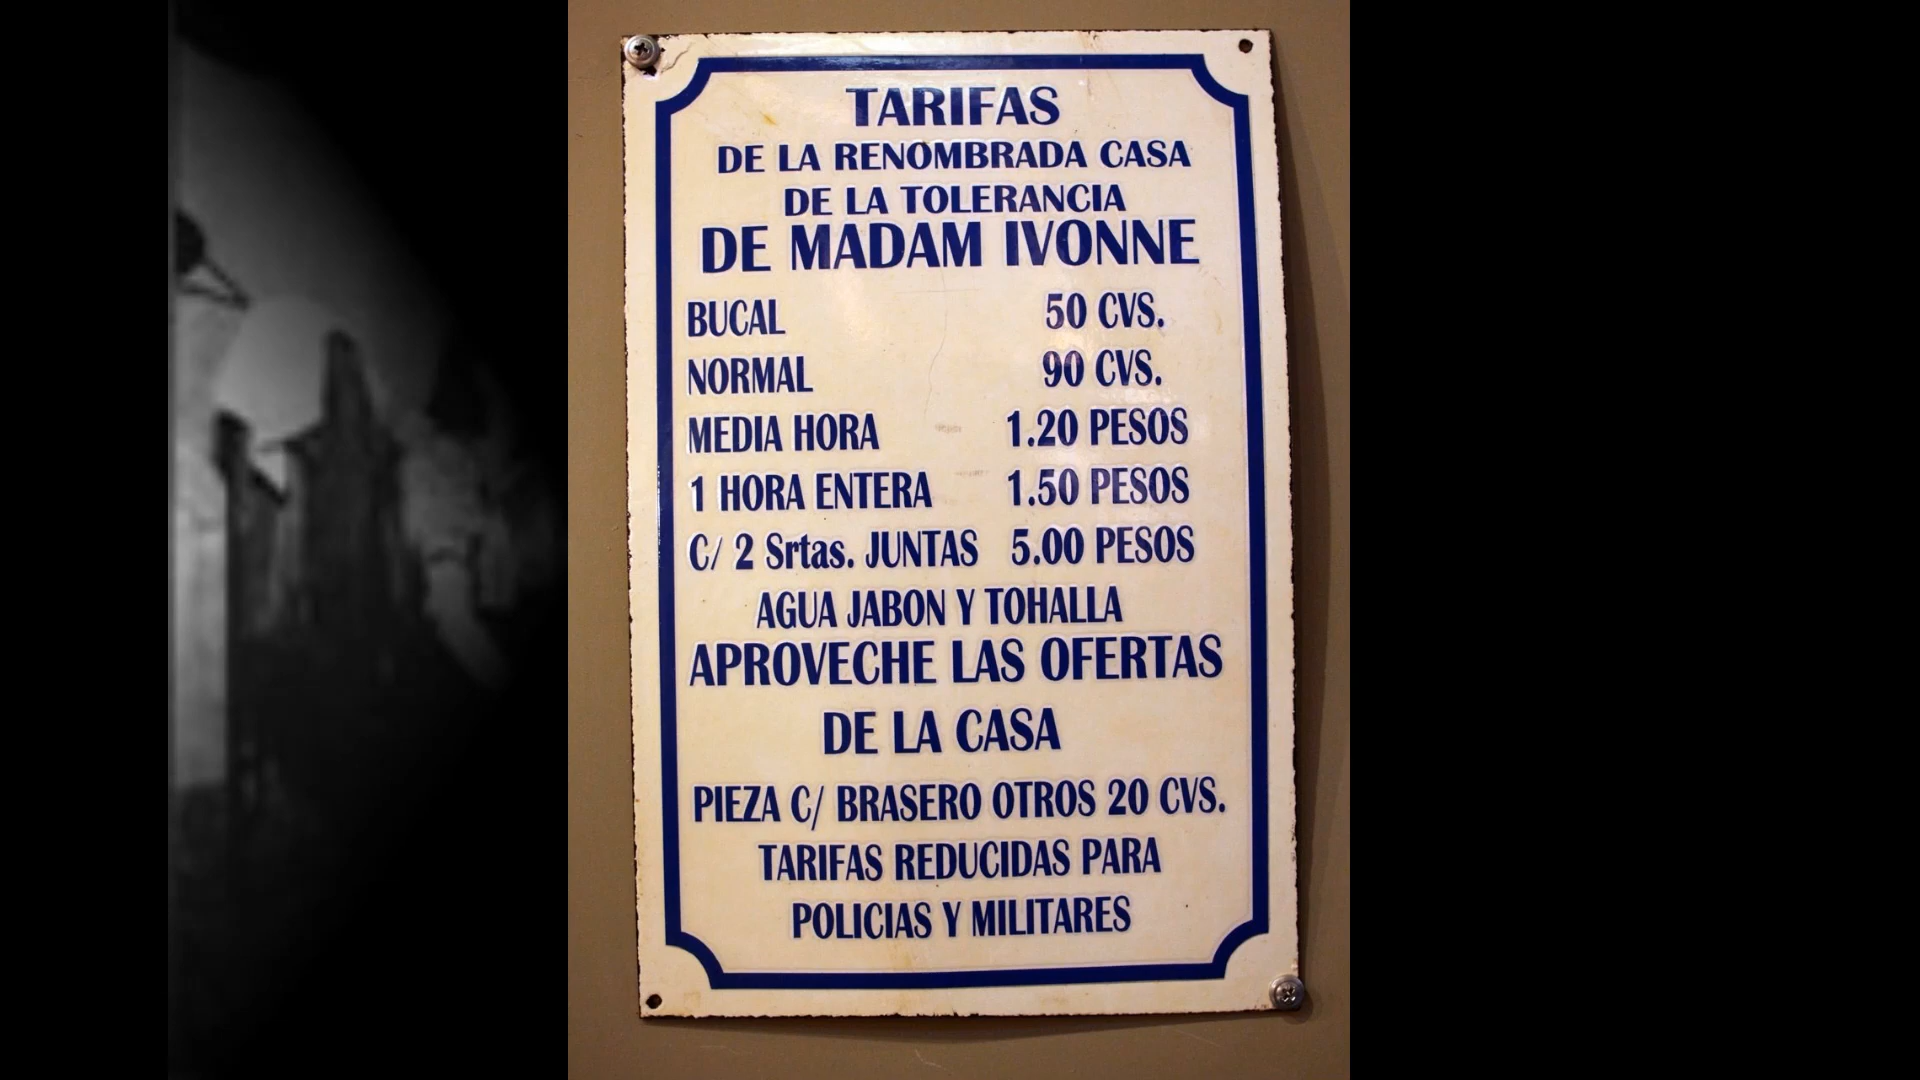 TARIFAS
DE LA RENOMBRADA CASA
DE LA TOLERANCIA
DE MADAM IVONNE
BUCAL 50 CVS.
NORMAL 90 CVS.
MEDIA HORA 1.20 PESOS
1 HORA ENTERA 1.50 PESOS
C/ 2 Srtas. JUNTAS 5.00 PESOS
AGUA JABON Y TOHALLA
APROVECHE LAS OFERTAS
DE LA CASA
PIEZA C/ BRASERO OTROS 20 CVS.
TARIFAS REDUCIDAS PARA
POLICIAS Y MILITARES